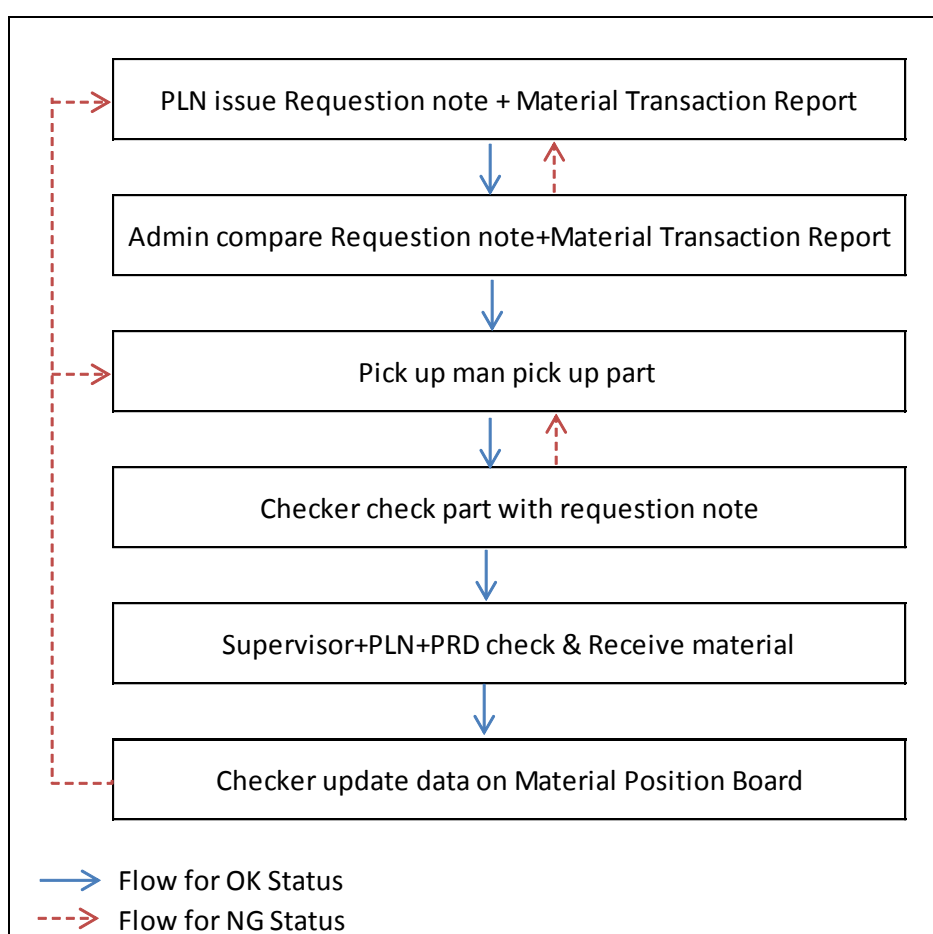 PLN issue Requestion note + Material Transaction Report
Admin compare Requestion note+Material Transaction Report
Pick up man pick up part
Checker check part with requestion note
Supervisor+PLN+PRD check & Receive material
Checker update data on Material Position Board
Flow for OK Status
Flow for NG Status